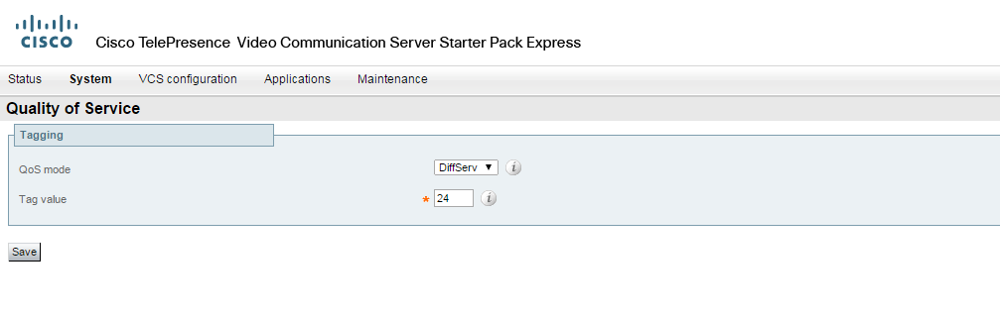 CISCO
Cisco TelePresence Video Communication Server Starter Pack Express
Status System VCS configuration Applications Maintenance
Quality of Service
Tagging
QoS mode DiffServ ▼ i
Tag value * 24 i
Save